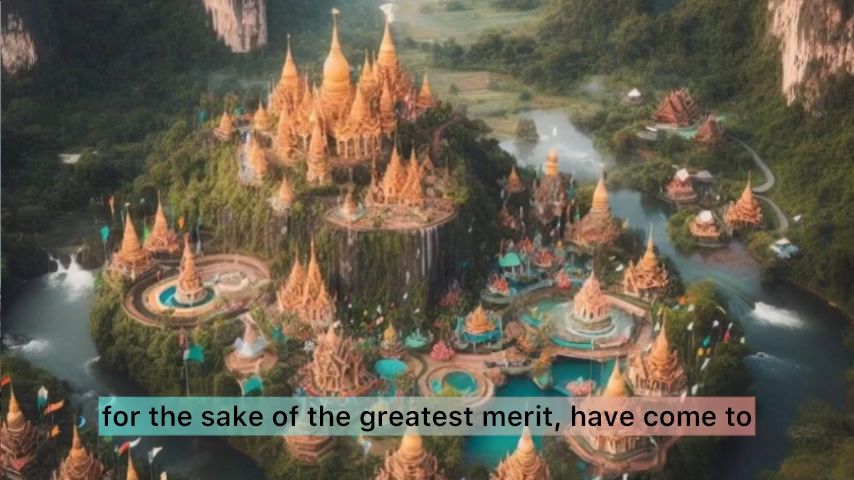 for the sake of the greatest merit, have come to